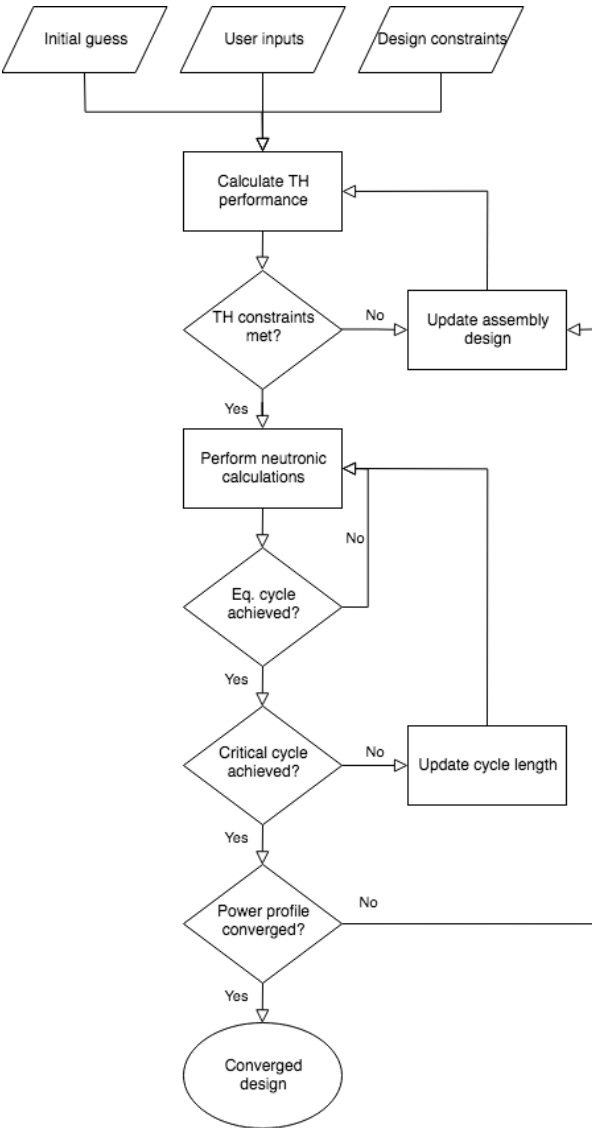 Initial guess
User inputs
Design constraints
Calculate TH
performance
TH constraints
met?
No
Update assembly
design
Yes
Perform neutronic
calculations
No
Eq. cycle
achieved?
Yes
Critical cycle
achieved?
No
Update cycle length
Yes
Power profile
converged?
No
Yes
Converged
design